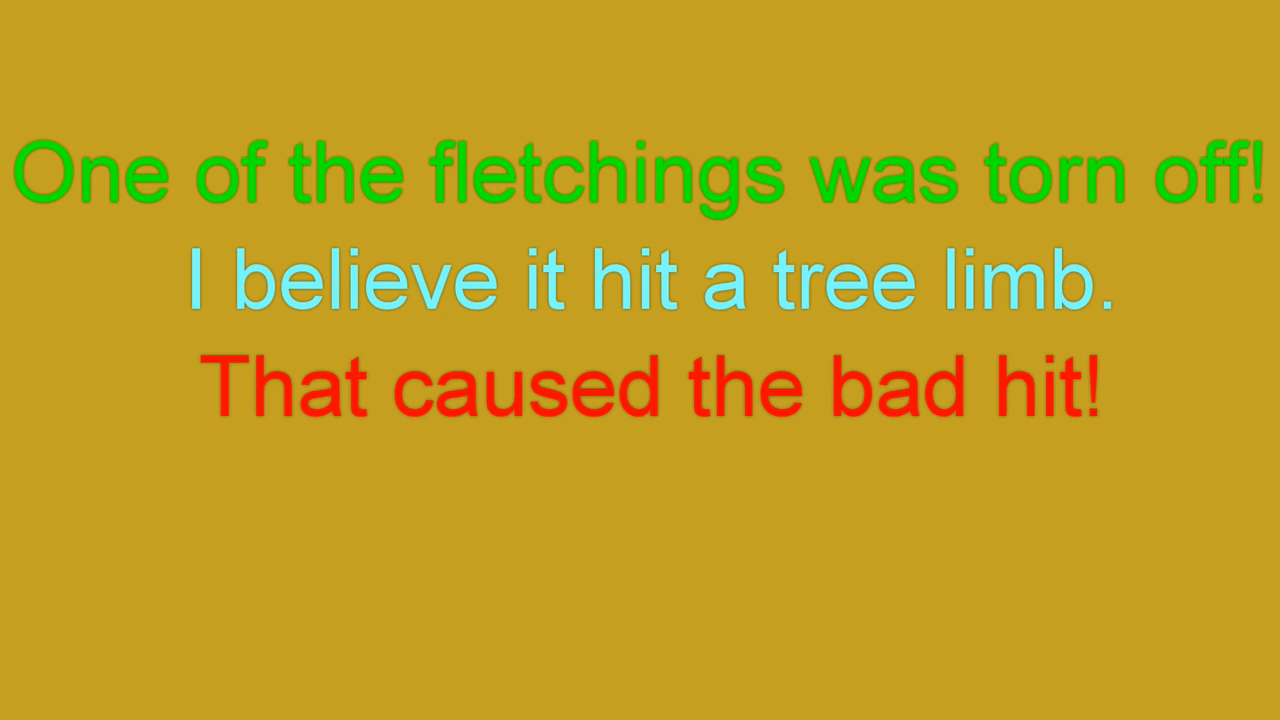 One of the fletchings was torn off!
I believe it hit a tree limb.
That caused the bad hit!